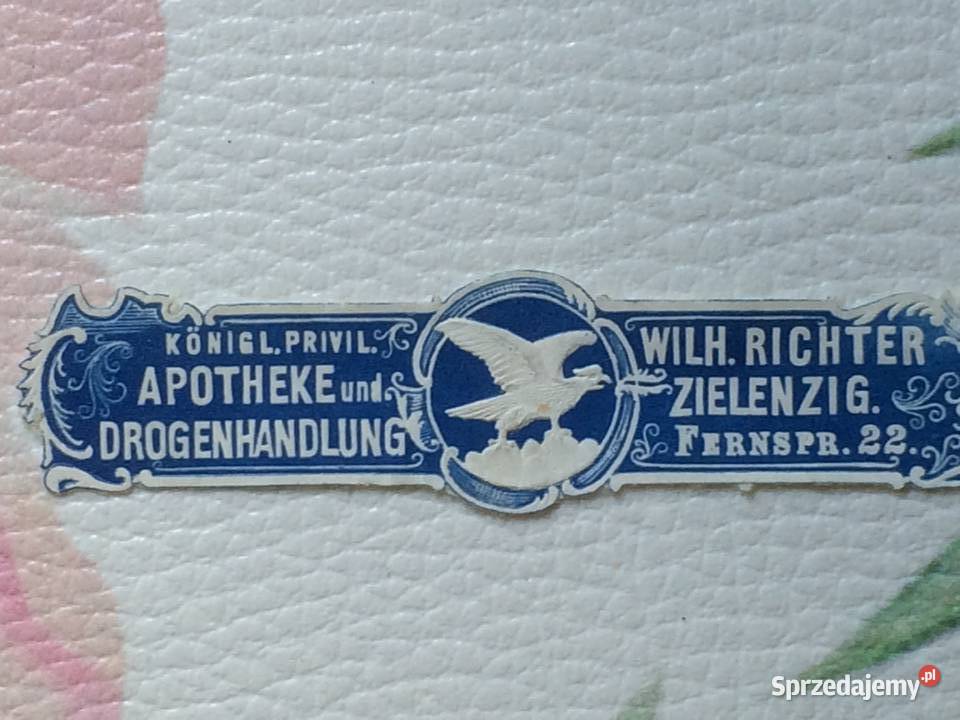 KÖNIGL. PRIVIL.
APOTHEKE und
DROGENHANDLUNG
WILH. RICHTER
ZIELENZIG.
FERNSPR. 22.
Sprzedajemy.pl